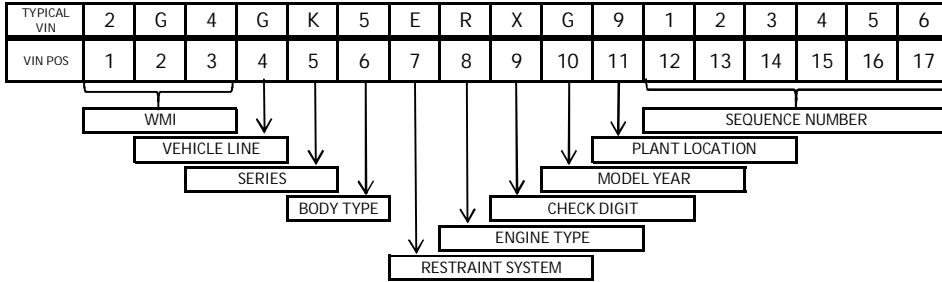 TYPICAL VIN 2 G 4 G K 5 E R X G 9 1 2 3 4 5 6
VIN POS 1 2 3 4 5 6 7 8 9 10 11 12 13 14 15 16 17
WMI SEQUENCE NUMBER
VEHICLE LINE PLANT LOCATION
SERIES MODEL YEAR
BODY TYPE CHECK DIGIT
ENGINE TYPE
RESTRAINT SYSTEM